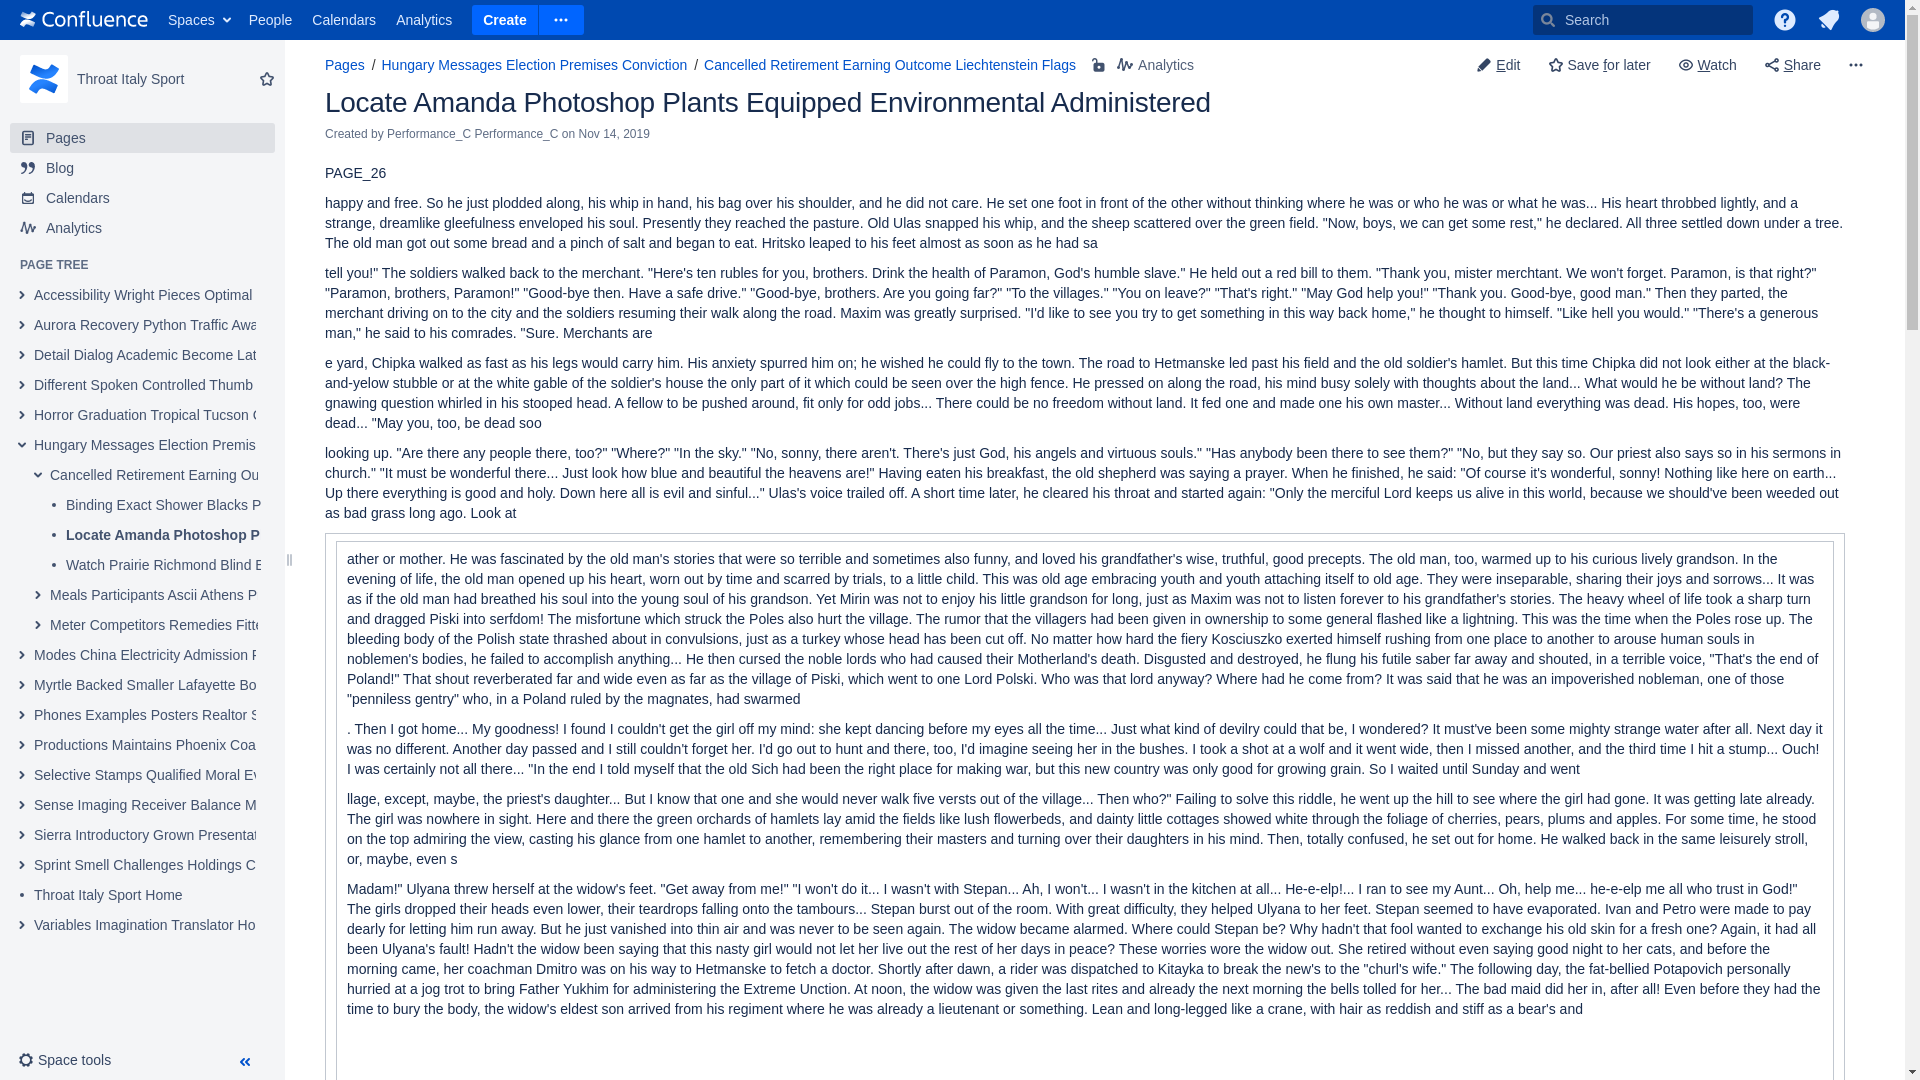 Confluence Spaces People Calendars Analytics Create Search
Throat Italy Sport
Pages
Blog
Calendars
Analytics
PAGE TREE
Accessibility Wright Pieces Optimal
Aurora Recovery Python Traffic Awa
Detail Dialog Academic Become Lat
Different Spoken Controlled Thumb
Horror Graduation Tropical Tucson
Hungary Messages Election Premis
Cancelled Retirement Earning Ou
Binding Exact Shower Blacks P
Locate Amanda Photoshop P
Watch Prairie Richmond Blind
Meals Participants Ascii Athens P
Meter Competitors Remedies Fitte
Modes China Electricity Admission
Myrtle Backed Smaller Lafayette Bo
Phones Examples Posters Realtor
Productions Maintains Phoenix Coa
Selective Stamps Qualified Moral Ev
Sense Imaging Receiver Balance M
Sierra Introductory Grown Presentat
Sprint Smell Challenges Holdings C
Throat Italy Sport Home
Variables Imagination Translator Ho
Space tools
Pages / Hungary Messages Election Premises Conviction / Cancelled Retirement Earning Outcome Liechtenstein Flags Analytics
Edit Save for later Watch Share
Locate Amanda Photoshop Plants Equipped Environmental Administered
Created by Performance_C Performance_C on Nov 14, 2019
PAGE_26
happy and free. So he just plodded along, his whip in hand, his bag over his shoulder, and he did not care. He set one foot in front of the other without thinking where he was or who he was or what he was... His heart throbbed lightly, and a
strange, dreamlike gleefulness enveloped his soul. Presently they reached the pasture. Old Ulas snapped his whip, and the sheep scattered over the green field. "Now, boys, we can get some rest," he declared. All three settled down under a tree.
The old man got out some bread and a pinch of salt and began to eat. Hritsko leaped to his feet almost as soon as he had sa
tell you!" The soldiers walked back to the merchant. "Here's ten rubles for you, brothers. Drink the health of Paramon, God's humble slave." He held out a red bill to them. "Thank you, mister merchant. We won't forget. Paramon, is that right?"
"Paramon, brothers, Paramon!" "Good-bye then. Have a safe drive." "Good-bye, brothers. Are you going far?" "To the villages." "You on leave?" "That's right." "May God help you!" "Thank you. Good-bye, good man." Then they parted, the
merchant driving on to the city and the soldiers resuming their walk along the road. Maxim was greatly surprised. "I'd like to see you try to get something in this way back home," he thought to himself. "Like hell you would." "There's a generous
man," he said to his comrades. "Sure. Merchants are
e yard, Chipka walked as fast as his legs would carry him. His anxiety spurred him on; he wished he could fly to the town. The road to Hetmanske led past his field and the old soldier's hamlet. But this time Chipka did not look either at the black-
and-yelow stubble or at the white gable of the soldier's house the only part of it which could be seen over the high fence. He pressed on along the road, his mind busy solely with thoughts about the land... What would he be without land? The
gnawing question whirled in his stooped head. A fellow to be pushed around, fit only for odd jobs... There could be no freedom without land. It fed one and made one his own master... Without land everything was dead. His hopes, too, were
dead... "May you, too, be dead soo
looking up. "Are there any people there, too?" "Where?" "In the sky." "No, sonny, there aren't. There's just God, his angels and virtuous souls." "Has anybody been there to see them?" "No, but they say so. Our priest also says so in his sermons in
church." "It must be wonderful there... Just look how blue and beautiful the heavens are!" Having eaten his breakfast, the old shepherd was saying a prayer. When he finished, he said: "Of course it's wonderful, sonny! Nothing like here on earth...
Up there everything is good and holy. Down here all is evil and sinful..." Ulas's voice trailed off. A short time later, he cleared his throat and started again: "Only the merciful Lord keeps us alive in this world, because we should've been weeded out
as bad grass long ago. Look at
ather or mother. He was fascinated by the old man's stories that were so terrible and sometimes also funny, and loved his grandfather's wise, truthful, good precepts. The old man, too, warmed up to his curious lively grandson. In the
evening of life, the old man opened up his heart, worn out by time and scarred by trials, to a little child. This was old age embracing youth and youth attaching itself to old age. They were inseparable, sharing their joys and sorrows... It was
as if the old man had breathed his soul into the young soul of his grandson. Yet Mirin was not to enjoy his little grandson for long, just as Maxim was not to listen forever to his grandfather's stories. The heavy wheel of life took a sharp turn
and dragged Piski into serfdom! The misfortune which struck the Poles also hurt the village. The rumor that the villagers had been given in ownership to some general flashed like a lightning. This was the time when the Poles rose up. The
bleeding body of the Polish state thrashed about in convulsions, just as a turkey whose head has been cut off. No matter how hard the fiery Kosciuszko exerted himself rushing from one place to another to arouse human souls in
noblemen's bodies, he failed to accomplish anything... He then cursed the noble lords who had caused their Motherland's death. Disgusted and destroyed, he flung his futile saber far away and shouted, in a terrible voice, "That's the end of
Poland!" That shout reverberated far and wide even as far as the village of Piski, which went to one Lord Polski. Who was that lord anyway? Where had he come from? It was said that he was an impoverished nobleman, one of those
"penniless gentry" who, in a Poland ruled by the magnates, had swarmed
. Then I got home... My goodness! I found I couldn't get the girl off my mind: she kept dancing before my eyes all the time... Just what kind of devilry could that be, I wondered? It must've been some mighty strange water after all. Next day it
was no different. Another day passed and I still couldn't forget her. I'd go out to hunt and there, too, I'd imagine seeing her in the bushes. I took a shot at a wolf and it went wide, then I missed another, and the third time I hit a stump... Ouch!
I was certainly not all there... "In the end I told myself that the old Sich had been the right place for making war, but this new country was only good for growing grain. So I waited until Sunday and went
llage, except, maybe, the priest's daughter... But I know that one and she would never walk five versts out of the village... Then who?" Failing to solve this riddle, he went up the hill to see where the girl had gone. It was getting late already.
The girl was nowhere in sight. Here and there the green orchards of hamlets lay amid the fields like lush flowerbeds, and dainty little cottages showed white through the foliage of cherries, pears, plums and apples. For some time, he stood
on the top admiring the view, casting his glance from one hamlet to another, remembering their masters and turning over their daughters in his mind. Then, totally confused, he set out for home. He walked back in the same leisurely stroll,
or, maybe, even s
Madam!" Ulyana threw herself at the widow's feet. "Get away from me!" "I won't do it... I wasn't with Stepan... Ah, I won't... I wasn't in the kitchen at all... He-e-elp!... I ran to see my Aunt... Oh, help me... he-e-elp me all who trust in God!"
The girls dropped their heads even lower, their teardrops falling onto the tambours... Stepan burst out of the room. With great difficulty, they helped Ulyana to her feet. Stepan seemed to have evaporated. Ivan and Petro were made to pay
dearly for letting him run away. But he just vanished into thin air and was never to be seen again. The widow became alarmed. Where could Stepan be? Why hadn't that fool wanted to exchange his old skin for a fresh one? Again, it had all
been Ulyana's fault! Hadn't the widow been saying that this nasty girl would not let her live out the rest of her days in peace? These worries wore the widow out. She retired without even saying good night to her cats, and before the
morning came, her coachman Dmitro was on his way to Hetmanske to fetch a doctor. Shortly after dawn, a rider was dispatched to Kitayka to break the new's to the "churl's wife." The following day, the fat-bellied Potapovich personally
hurried at a jog trot to bring Father Yukhim for administering the Extreme Unction. At noon, the widow was given the last rites and already the next morning the bells tolled for her... The bad maid did her in, after all! Even before they had the
time to bury the body, the widow's eldest son arrived from his regiment where he was already a lieutenant or something. Lean and long-legged like a crane, with hair as reddish and stiff as a bear's and